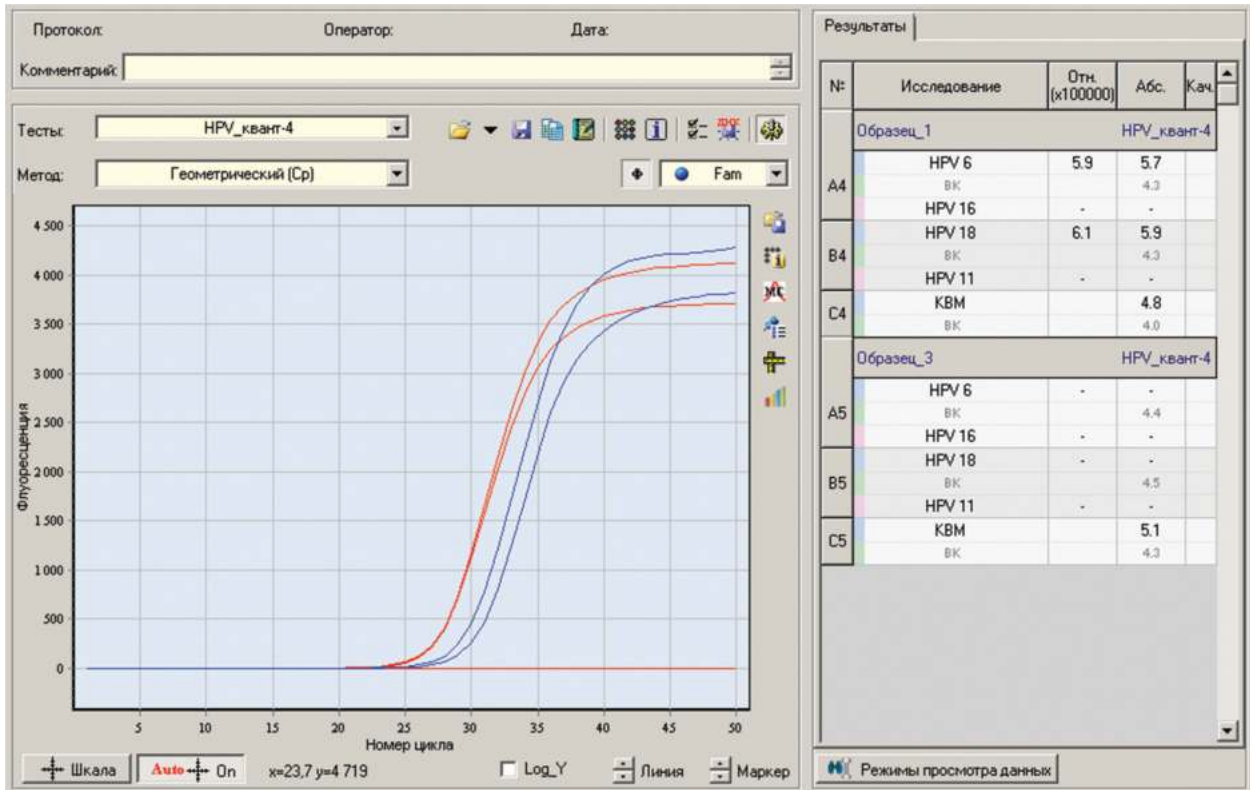 Протокол: Оператор: Дата:
Комментарий:
Тесты: HPV_квант-4
Метод: Геометрический (Cp) Fam
4 500
4 000
3 500
3 000
2 500
2 000
1 500
1 000
500
0
Флуоресценция
5 10 15 20 25 30 35 40 45 50
Номер цикла
Шкала Auto On x=23,7 y=4 719 Log_Y Линия Маркер
Результаты
№ Исследование Отн. (x100000) Абс. Кач.
Образец_1 HPV_квант-4
A4 HPV 6 5.9 5.7
ВК 4.3
HPV 16 - -
B4 HPV 18 6.1 5.9
ВК 4.3
HPV 11 - -
C4 КВМ 4.8
ВК 4.0
Образец_3 HPV_квант-4
A5 HPV 6 - -
ВК 4.4
HPV 16 - -
B5 HPV 18 - -
ВК 4.5
HPV 11 - -
C5 КВМ 5.1
ВК 4.3
Режимы просмотра данных